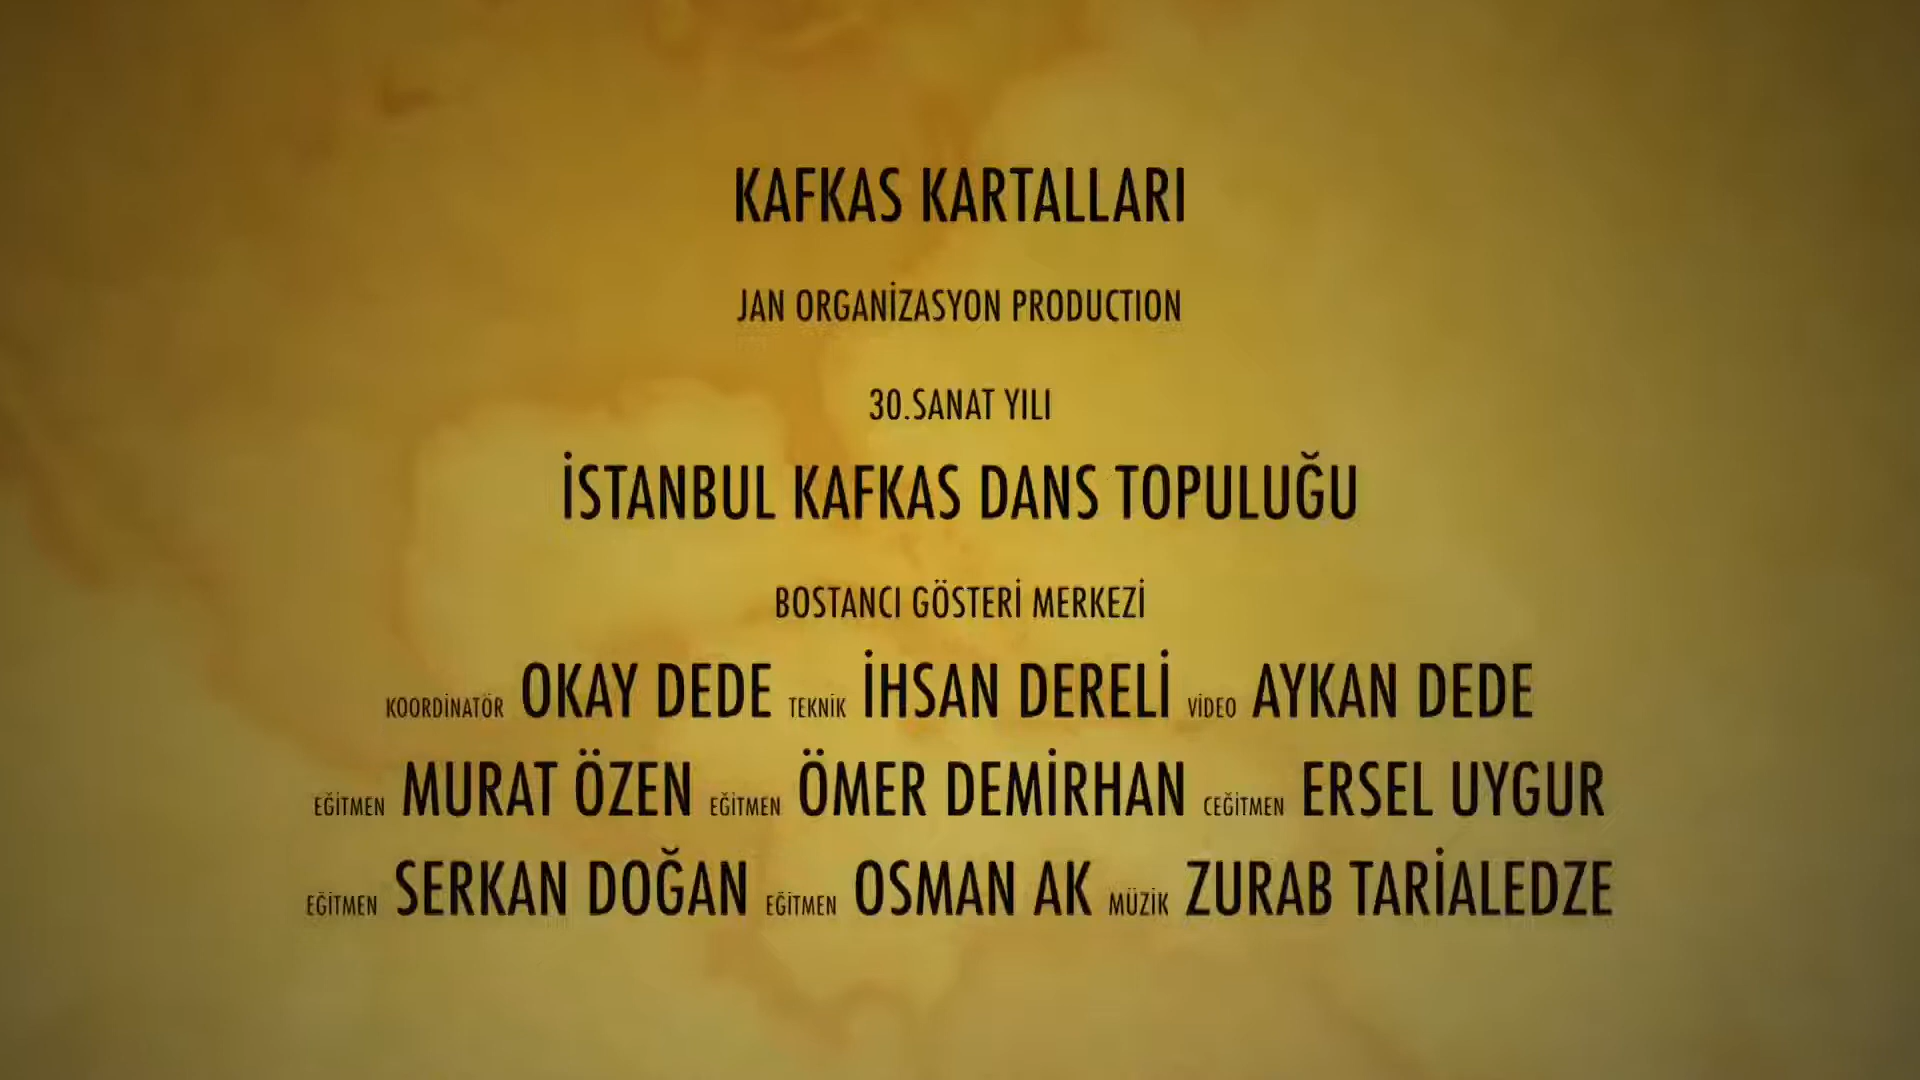 KAFKAS KARTALLARI
JAN ORGANİZASYON PRODUCTION
30.SANAT YILI
İSTANBUL KAFKAS DANS TOPULUĞU
BOSTANCI GÖSTERİ MERKEZİ
KOORDİNATÖR OKAY DEDE TEKNİK İHSAN DERELİ VİDEO AYKAN DEDE
EĞİTMEN MURAT ÖZEN EĞİTMEN ÖMER DEMİRHAN CEĞİTMEN ERSEL UYGUR
EĞİTMEN SERKAN DOĞAN EĞİTMEN OSMAN AK MÜZİK ZURAB TARİALEDZE